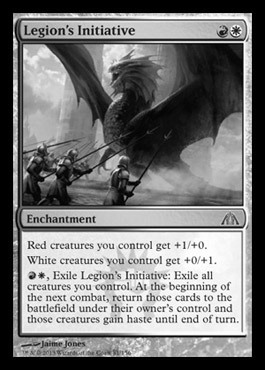 Legion's Initiative
Enchantment
Red creatures you control get +1/+0.
White creatures you control get +0/+1.
, Exile Legion's Initiative: Exile all
creatures you control. At the beginning of
the next combat, return those cards to the
battlefield under their owner's control and
those creatures gain haste until end of turn.
Jaime Jones